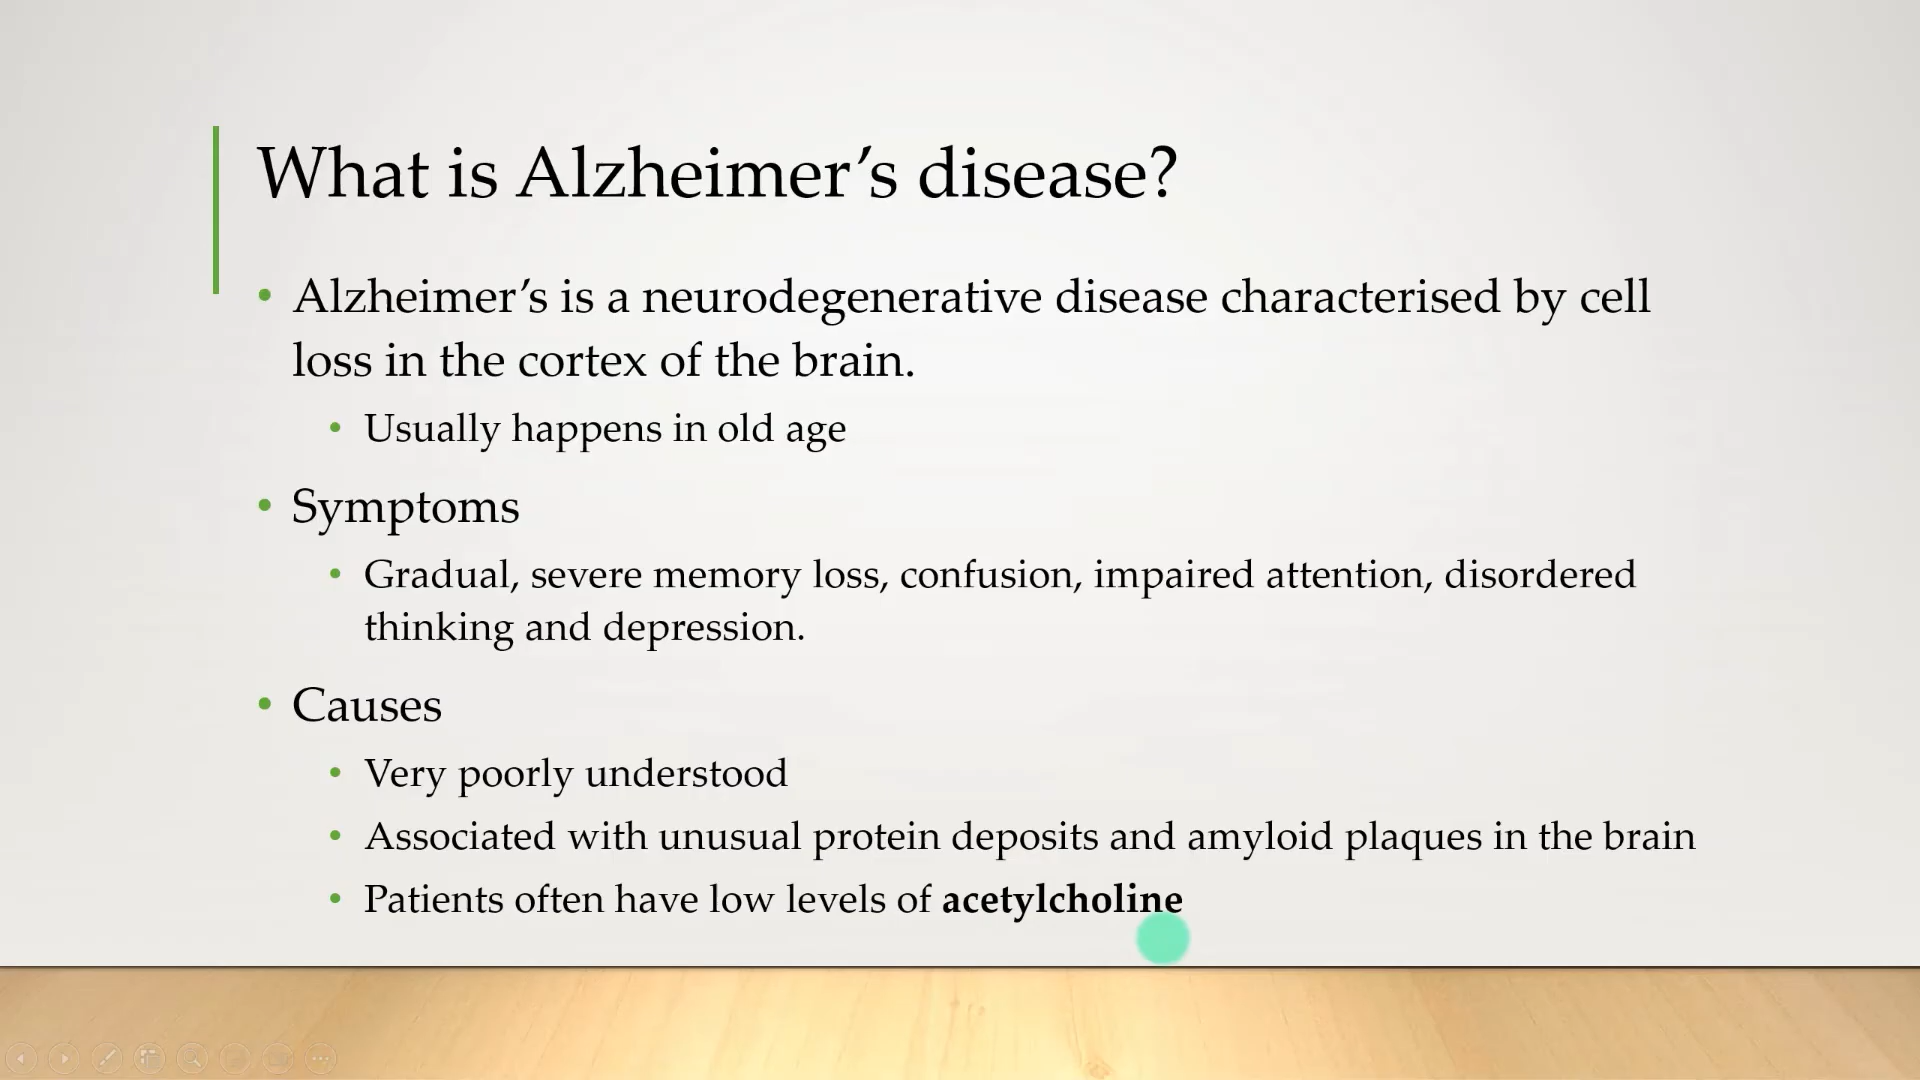 What is Alzheimer’s disease?
• Alzheimer’s is a neurodegenerative disease characterised by cell
loss in the cortex of the brain.
• Usually happens in old age
• Symptoms
• Gradual, severe memory loss, confusion, impaired attention, disordered
thinking and depression.
• Causes
• Very poorly understood
• Associated with unusual protein deposits and amyloid plaques in the brain
• Patients often have low levels of acetylcholine